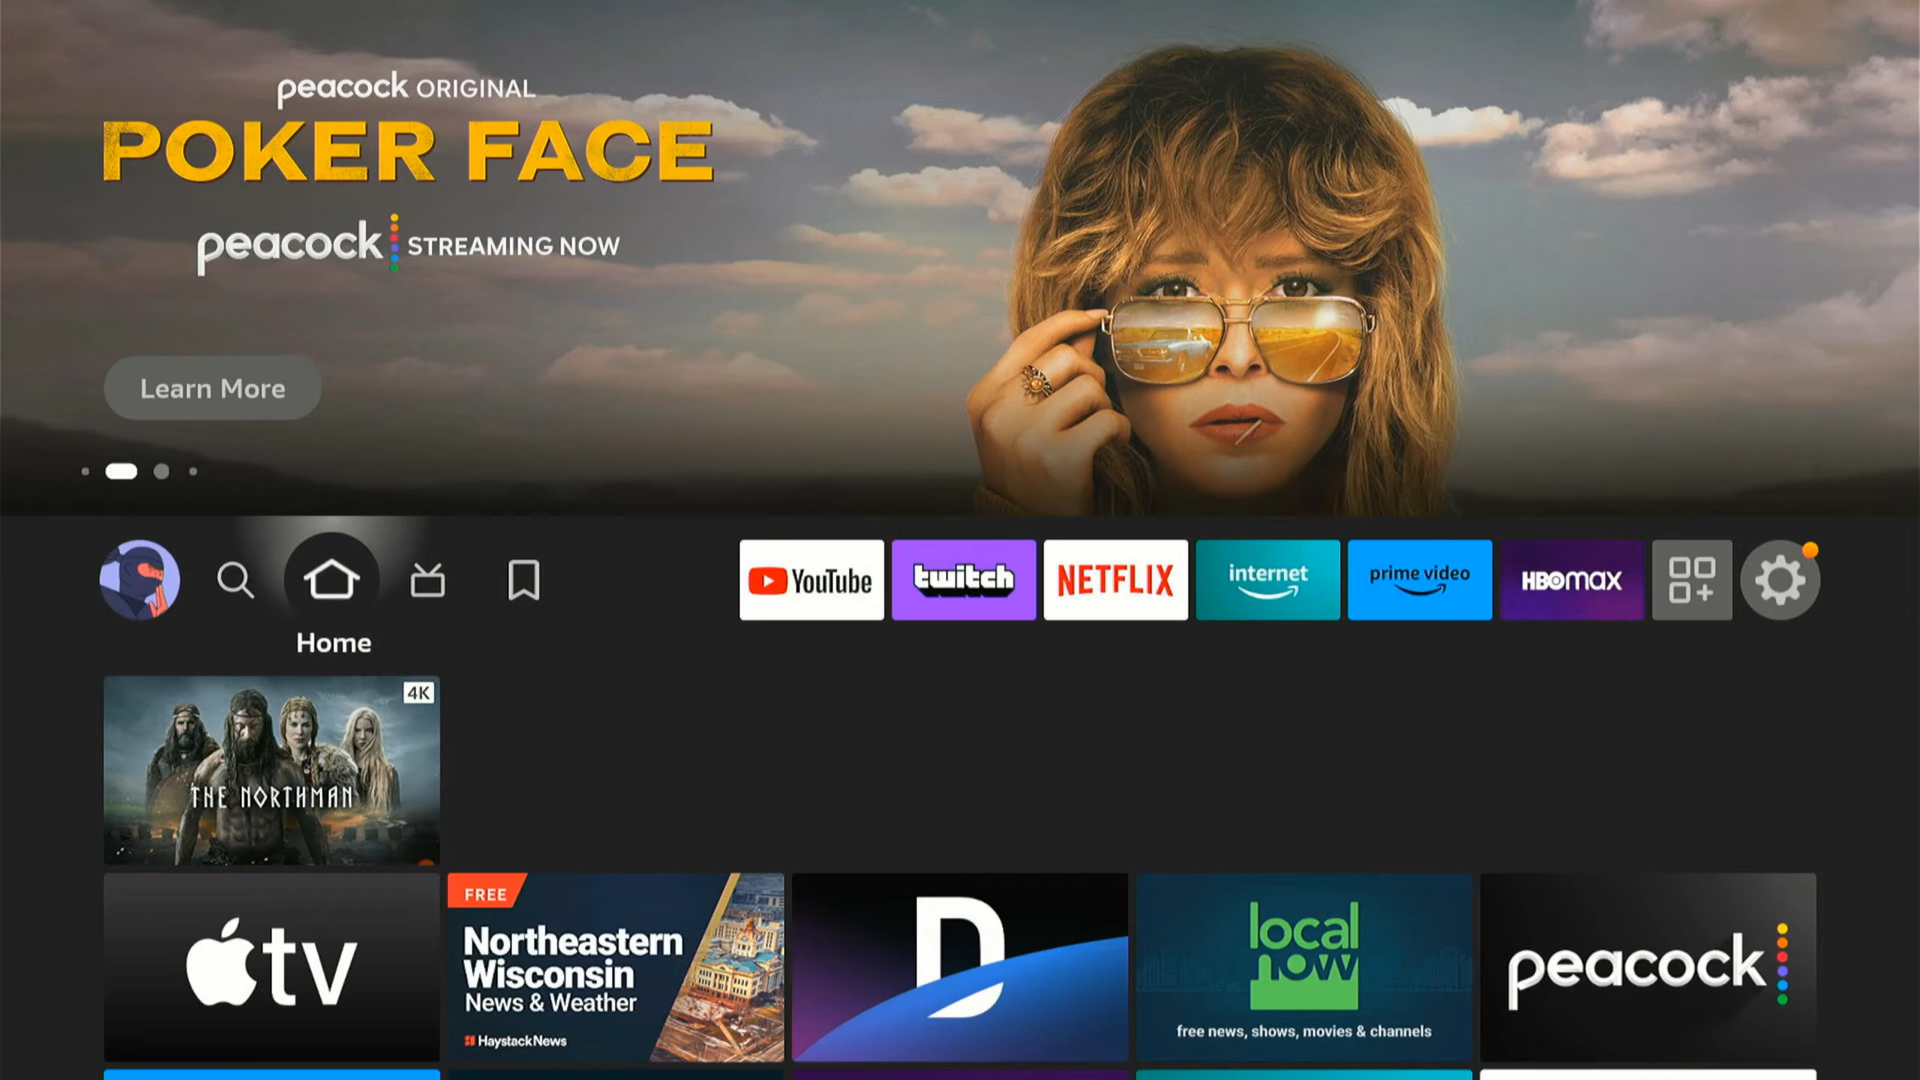 peacock ORIGINAL
POKER FACE
peacock STREAMING NOW
Learn More
YouTube
twitch
NETFLIX
internet
prime video
HBOMAX
Home
4K
THE NORTHMAN
tv
FREE
Northeastern
Wisconsin
News & Weather
HaystackNews
D
local
now
free news, shows, movies & channels
peacock